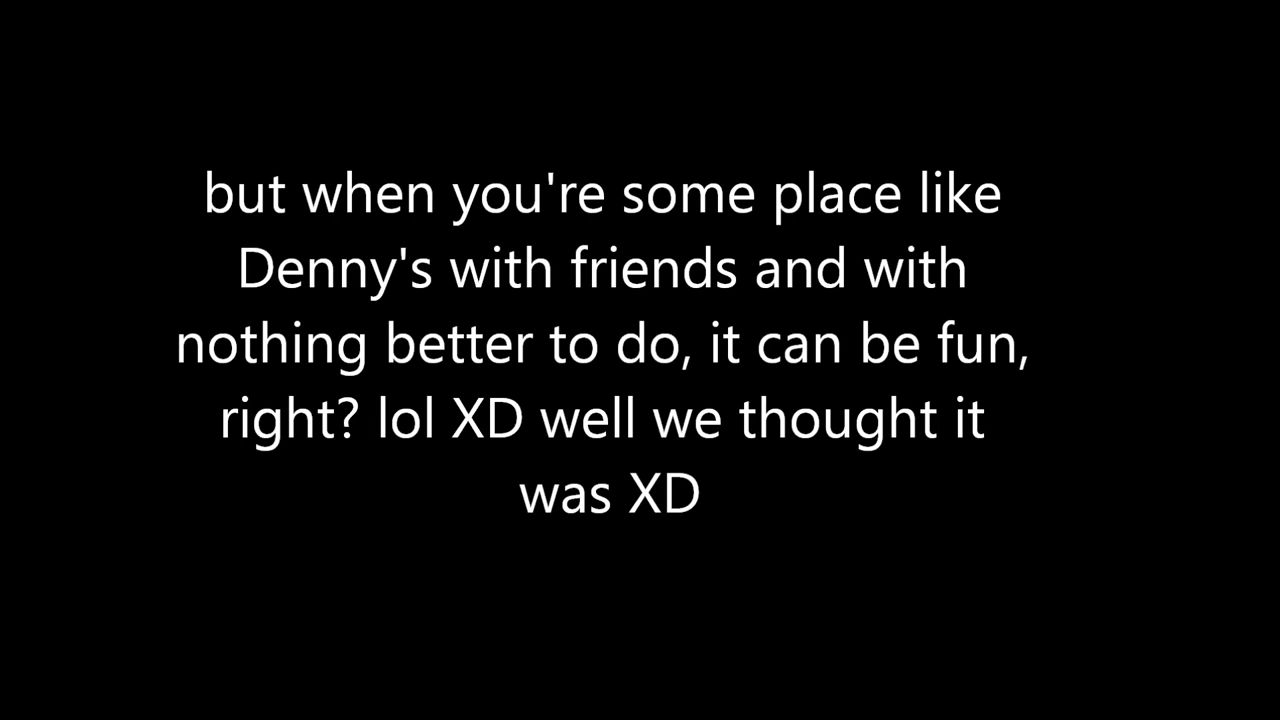 but when you're some place like
Denny's with friends and with
nothing better to do, it can be fun,
right? lol XD well we thought it
was XD